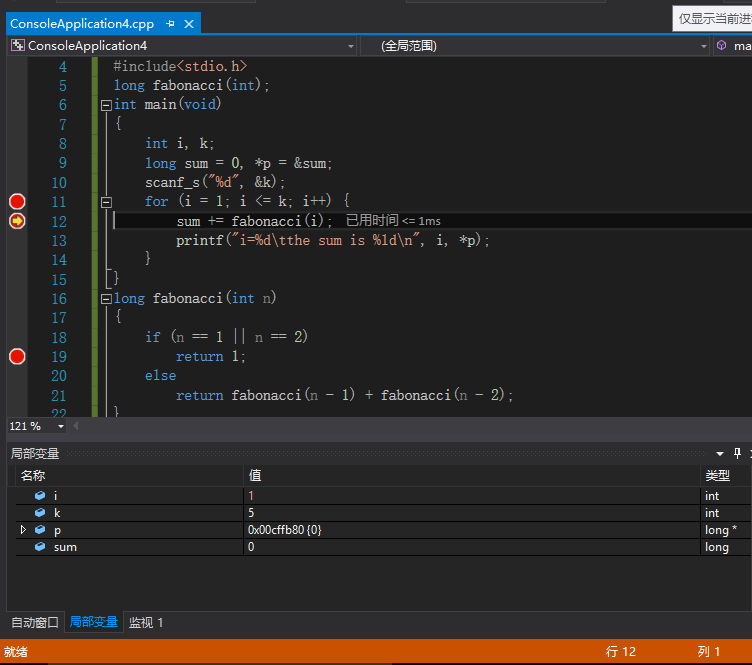 ConsoleApplication4.cpp
仅显示当前进
ConsoleApplication4 (全局范围) ma
4 #include<stdio.h>
5 long fabonacci(int);
6 int main(void)
7 {
8 int i, k;
9 long sum = 0, *p = &sum;
10 scanf_s("%d", &k);
11 for (i = 1; i <= k; i++) {
12 sum += fabonacci(i); 已用时间 <= 1ms
13 printf("i=%d\tthe sum is %ld\n", i, *p);
14 }
15 }
16 long fabonacci(int n)
17 {
18 if (n == 1 || n == 2)
19 return 1;
20 else
21 return fabonacci(n - 1) + fabonacci(n - 2);
22 }
121 %
局部变量
名称 值 类型
i 1 int
k 5 int
p 0x00cffb80 {0} long *
sum 0 long
自动窗口 局部变量 监视 1
就绪 行 12 列 1